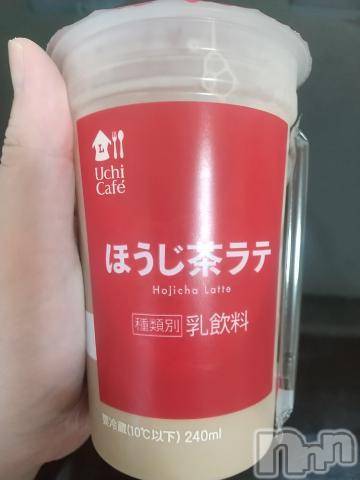 L
Uchi
Café
ほうじ茶ラテ
Hojicha Latte
種類別 乳飲料
要冷蔵(10℃以下) 240ml
Nnn